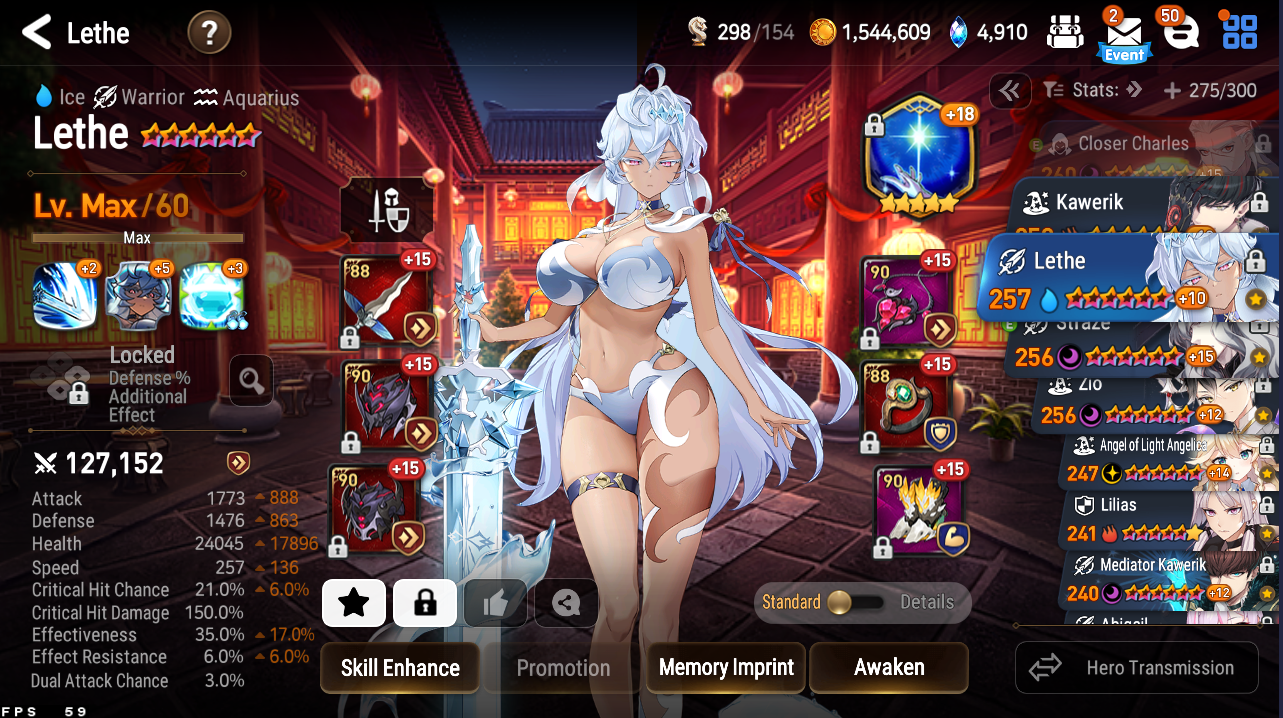 Lethe
?
298/154
1,544,609
4,910
2
Event
50
Ice Warrior Aquarius
Lethe
Lv. Max/60
Max
+2
+5
+3
Locked
Defense %
Additional
Effect
127,152
Attack 1773 888
Defense 1476 863
Health 24045 17896
Speed 257 136
Critical Hit Chance 21.0% 6.0%
Critical Hit Damage 150.0%
Effectiveness 35.0% 17.0%
Effect Resistance 6.0% 6.0%
Dual Attack Chance 3.0%
FPS 59
88 +15
90 +15
90 +15
+18
90 +15
88 +15
90 +15
Standard Details
Skill Enhance
Promotion
Memory Imprint
Awaken
Stats: 275/300
Closer Charles
+15
Kawerik
Lethe
257 +10
Straze
256 +15
Zio
256 +12
Angel of Light Angelica
247 +14
Lilias
241
Mediator Kawerik
240 +12
Abigail
Hero Transmission